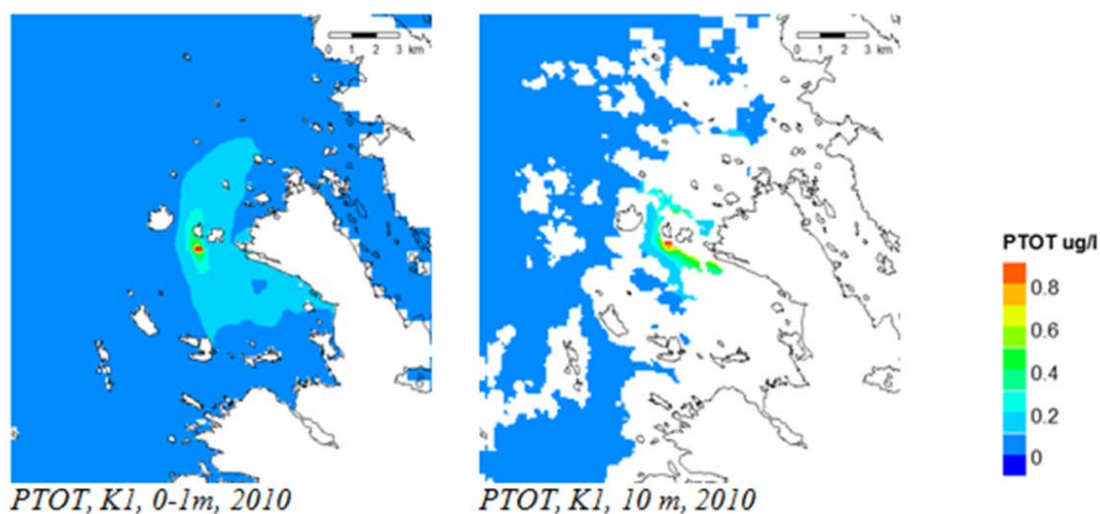 0 1 2 3
km
0 1 2 3
km
PTOT ug/l
0.8
0.6
0.4
0.2
0
PTOT, K1, 0-1m, 2010
PTOT, K1, 10 m, 2010